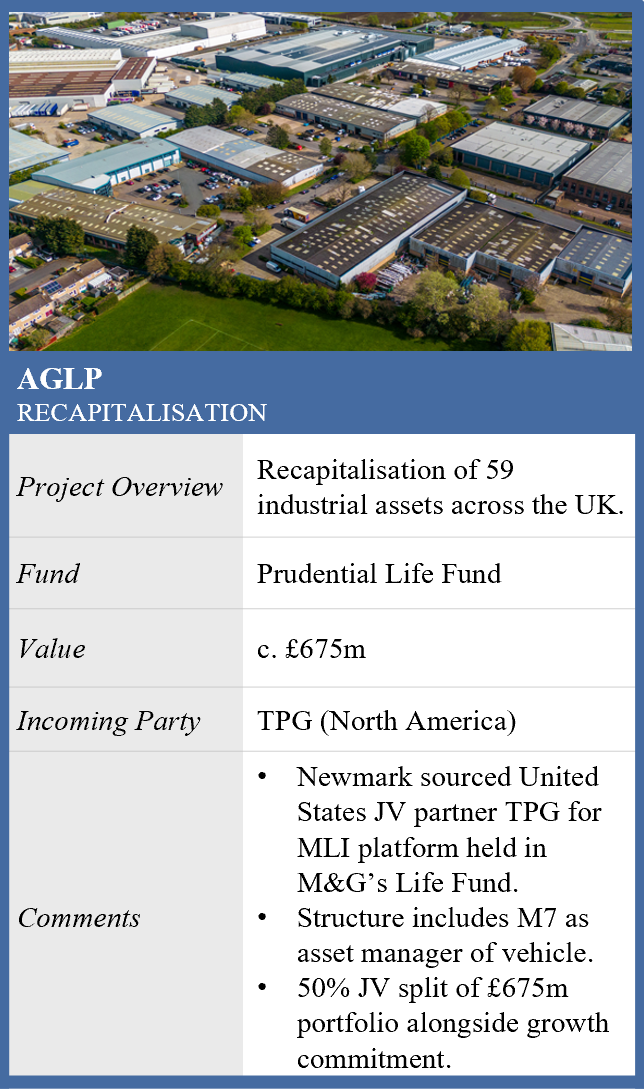 AGLP
RECAPITALISATION
Project Overview
Recapitalisation of 59
industrial assets across the UK.
Fund
Prudential Life Fund
Value
c. £675m
Incoming Party
TPG (North America)
Comments
• Newmark sourced United
States JV partner TPG for
MLI platform held in
M&G’s Life Fund.
• Structure includes M7 as
asset manager of vehicle.
• 50% JV split of £675m
portfolio alongside growth
commitment.